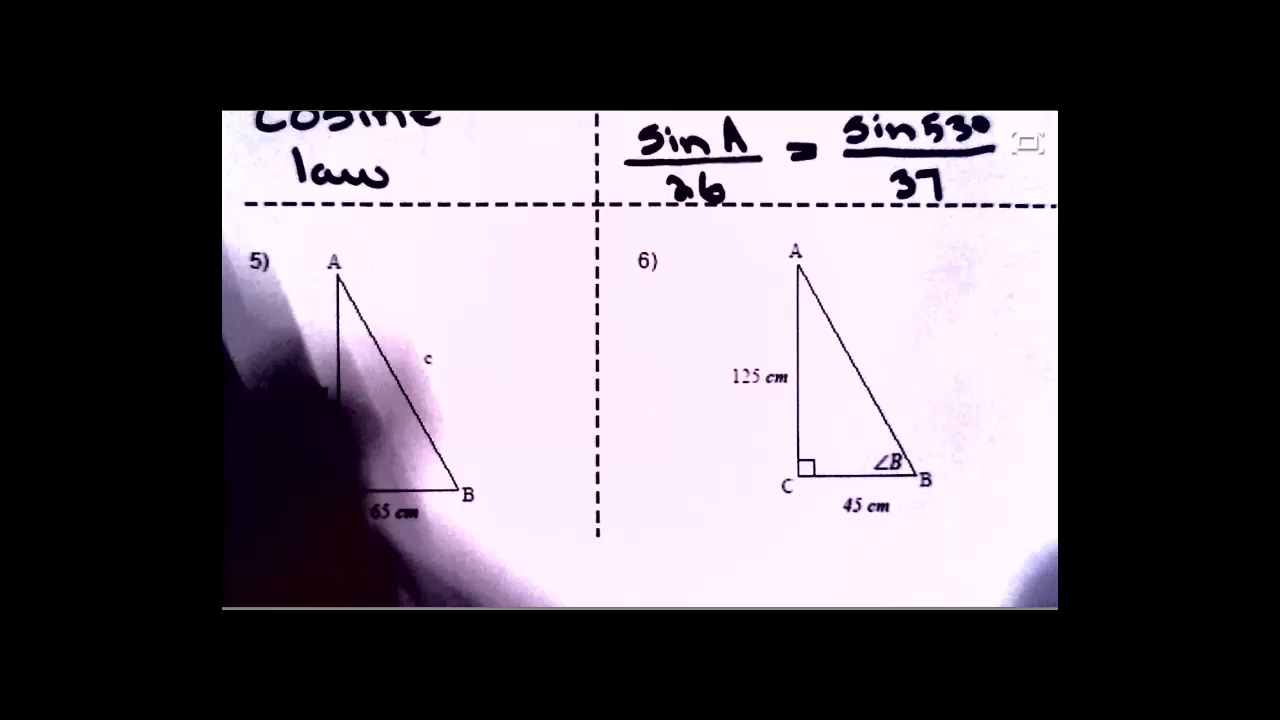 cosine
law
sin A = sin 53°
26 37
5)
A
c
B
65 cm
6)
A
125 cm
∠B
C
B
45 cm